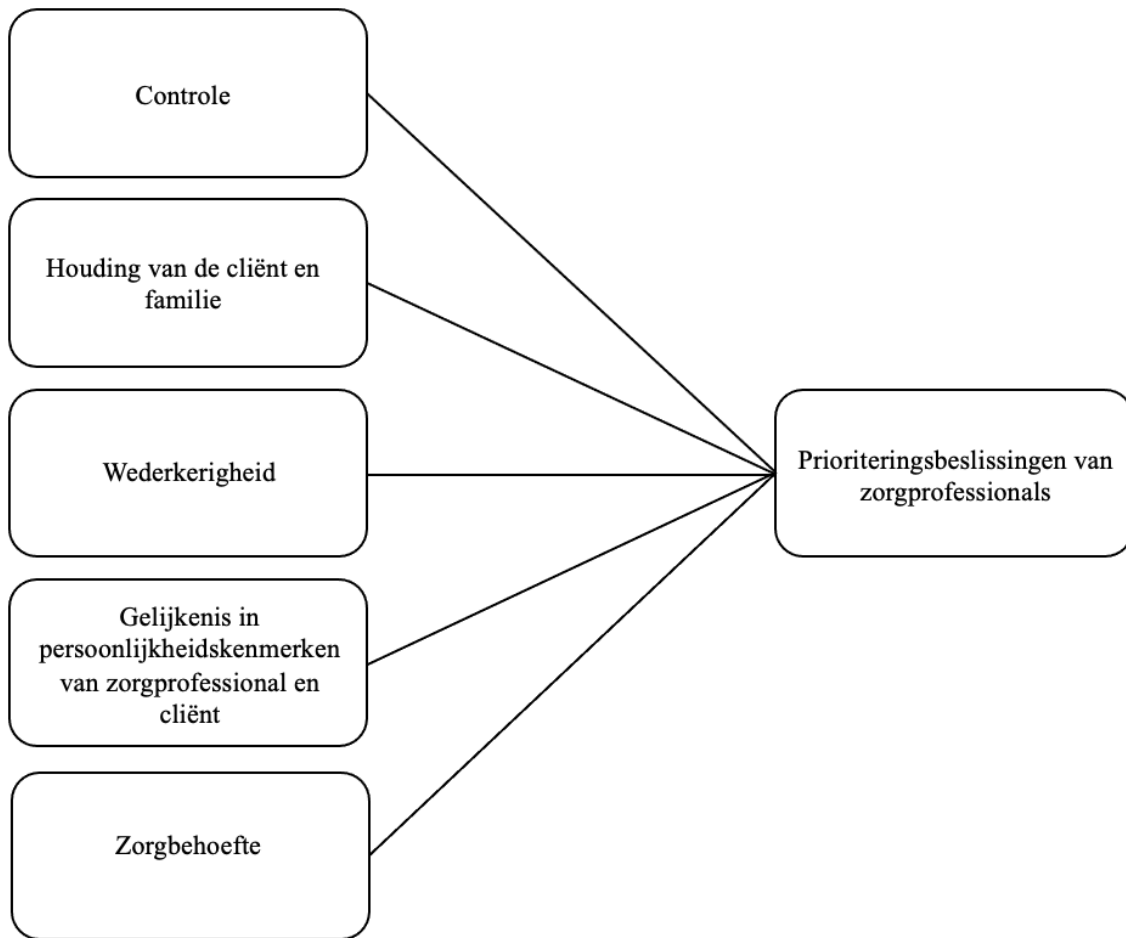 Controle
Houding van de cliënt en
familie
Wederkerigheid
Gelijkenis in
persoonlijkheidskenmerken
van zorgprofessional en
cliënt
Zorgbehoefte
Prioriteringsbeslissingen van
zorgprofessionals